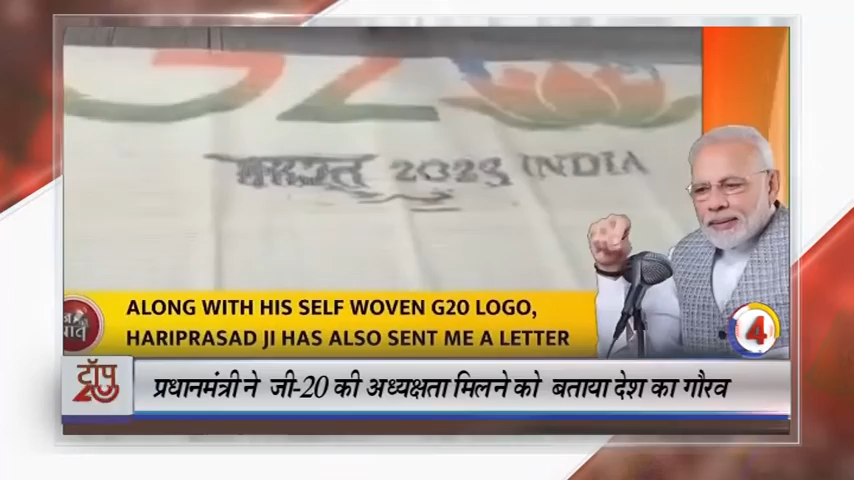 G20
भारत 2023 INDIA
ALONG WITH HIS SELF WOVEN G20 LOGO,
HARIPRASAD JI HAS ALSO SENT ME A LETTER
4
टॉप
20
प्रधानमंत्री ने जी-20 की अध्यक्षता मिलने को बताया देश का गौरव